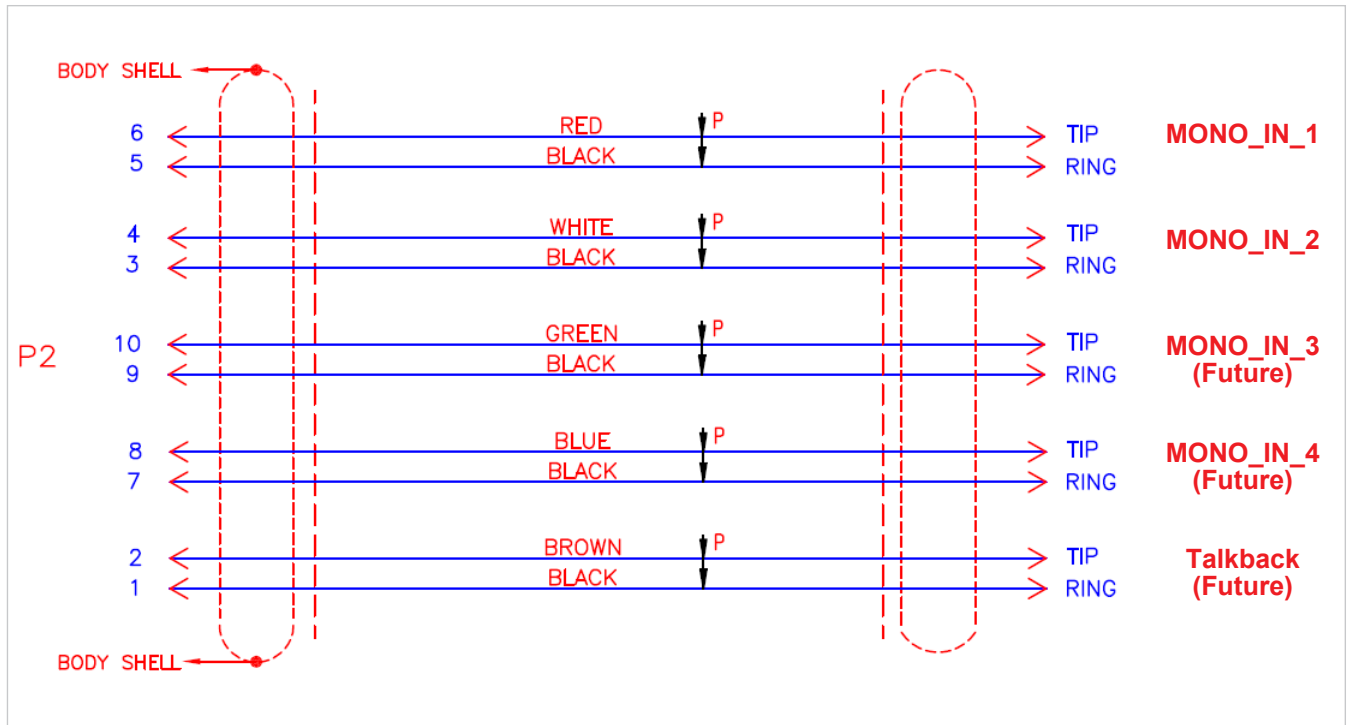 BODY SHELL
6 RED P TIP MONO_IN_1
5 BLACK RING
4 WHITE P TIP MONO_IN_2
3 BLACK RING
P2
10 GREEN P TIP MONO_IN_3
9 BLACK RING (Future)
8 BLUE P TIP MONO_IN_4
7 BLACK RING (Future)
2 BROWN P TIP Talkback
1 BLACK RING (Future)
BODY SHELL